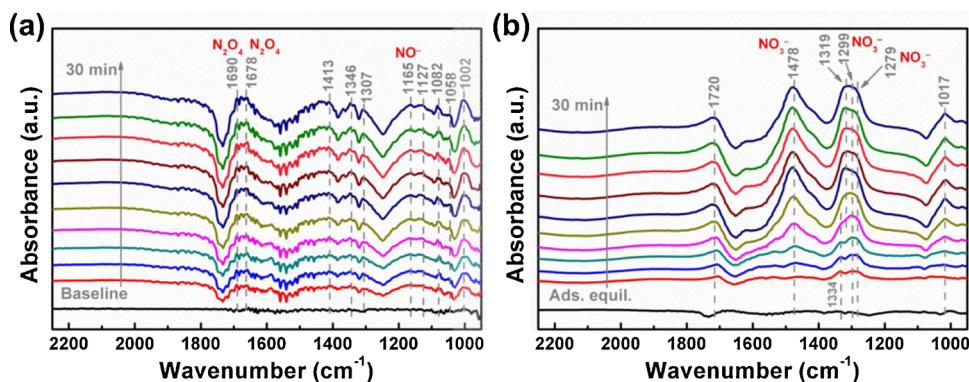 (a)
N₂O₄ N₂O₄ NO⁻
30 min
1690
1678
1413
1346
1307
1165
1127
1082
1058
1002
Baseline
Absorbance (a.u.)
2200 2000 1800 1600 1400 1200 1000
Wavenumber (cm⁻¹)
(b)
NO₃⁻ NO₃⁻ NO₃⁻
30 min
1720
1478
1319
1299
1279
1017
1334
Ads. equil.
Absorbance (a.u.)
2200 2000 1800 1600 1400 1200 1000
Wavenumber (cm⁻¹)